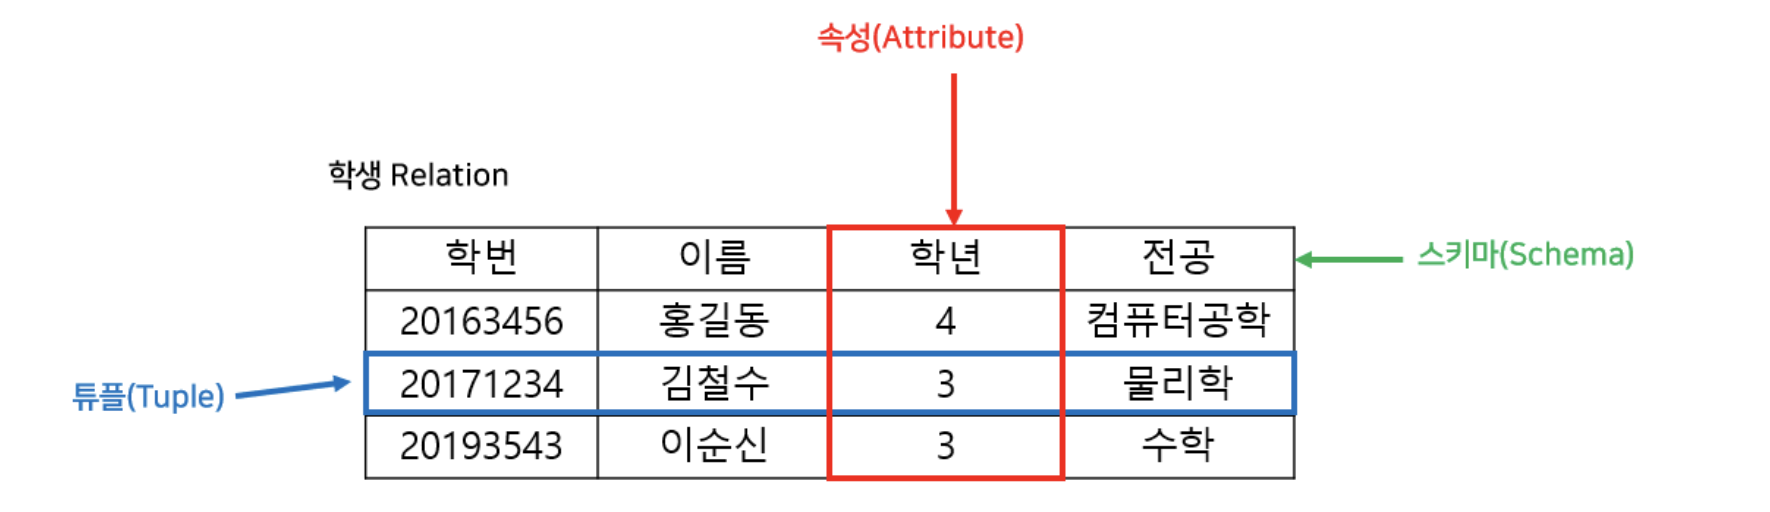 속성(Attribute)
학생 Relation
학번 이름 학년 전공
스키마(Schema)
20163456 홍길동 4 컴퓨터공학
튜플(Tuple)
20171234 김철수 3 물리학
20193543 이순신 3 수학